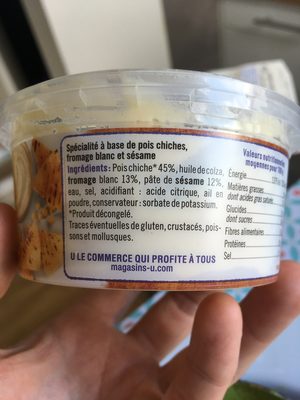 Spécialité à base de pois chiches,
fromage blanc et sésame
Ingrédients: Pois chiche* 45%, huile de colza,
fromage blanc 13%, pâte de sésame 12%,
eau, sel, acidifiant : acide citrique, ail en
poudre, conservateur : sorbate de potassium.
*Produit décongelé.
Traces éventuelles de gluten, crustacés, pois-
sons et mollusques.
U LE COMMERCE QUI PROFITE À TOUS
magasins-u.com
Valeurs nutritionnelles
moyennes pour
Énergie
Matières grasses
dont acides gras saturés
Glucides
dont sucres
Fibres alimentaires
Protéines
Sel